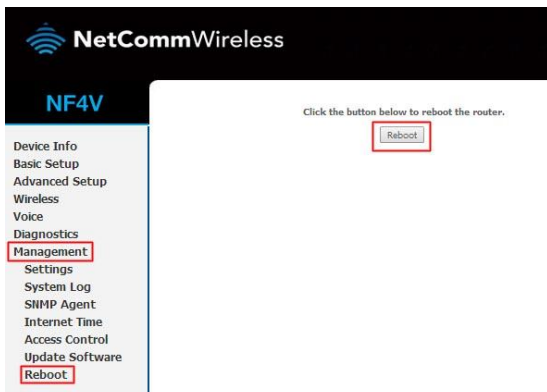 NetCommWireless
NF4V
Device Info
Basic Setup
Advanced Setup
Wireless
Voice
Diagnostics
Management
Settings
System Log
SNMP Agent
Internet Time
Access Control
Update Software
Reboot
Click the button below to reboot the router.
Reboot